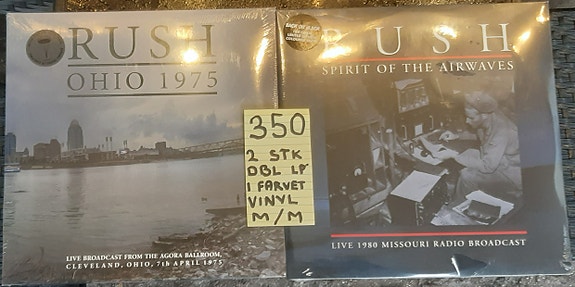 RUSH
OHIO 1975
LIVE BROADCAST FROM THE AGORA BALLROOM,
CLEVELAND, OHIO, 7th APRIL 1975
350
2 STK
DBL LP
1 FARVET
VINYL
M/M
RUSH
SPIRIT OF THE AIRWAVES
LIVE 1980 MISSOURI RADIO BROADCAST